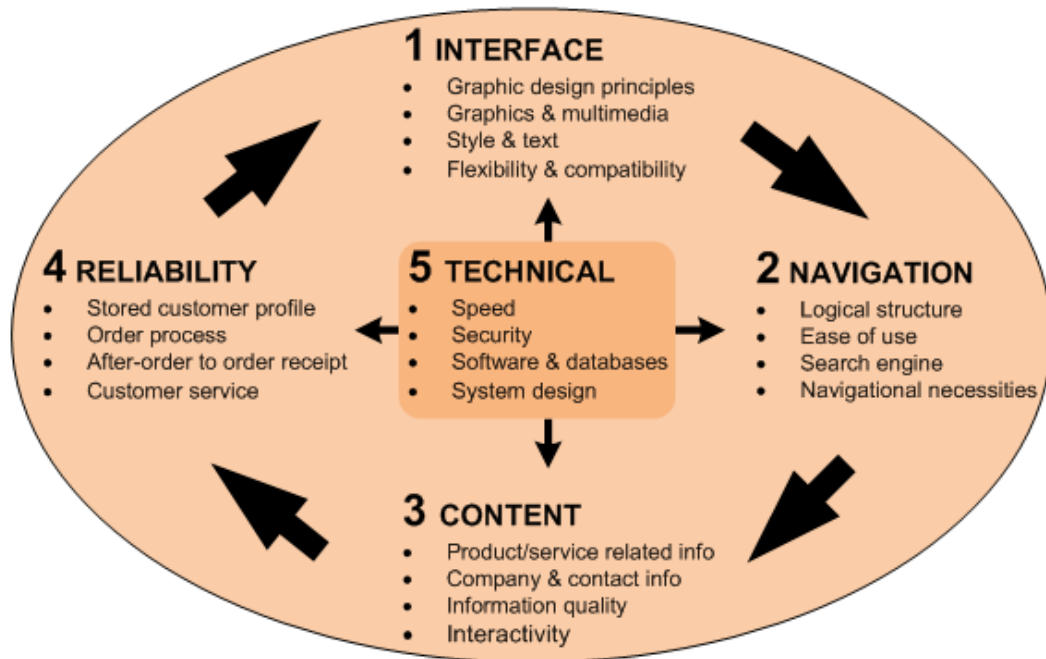 1 INTERFACE
• Graphic design principles
• Graphics & multimedia
• Style & text
• Flexibility & compatibility
4 RELIABILITY
• Stored customer profile
• Order process
• After-order to order receipt
• Customer service
5 TECHNICAL
• Speed
• Security
• Software & databases
• System design
2 NAVIGATION
• Logical structure
• Ease of use
• Search engine
• Navigational necessities
3 CONTENT
• Product/service related info
• Company & contact info
• Information quality
• Interactivity